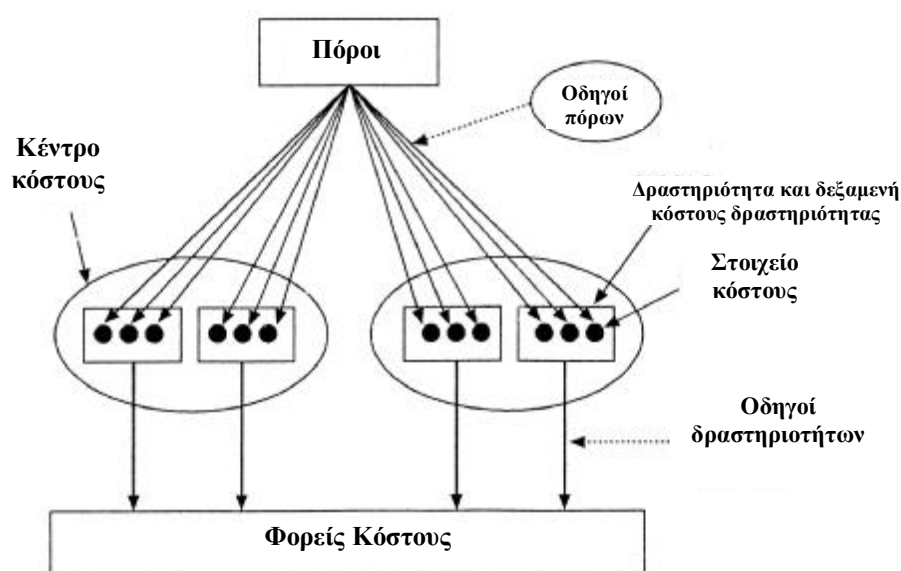 Πόροι
Οδηγοί
πόρων
Κέντρο
κόστους
Δραστηριότητα και δεξαμενή
κόστους δραστηριότητας
Στοιχείο
κόστους
Οδηγοί
δραστηριοτήτων
Φορείς Κόστους